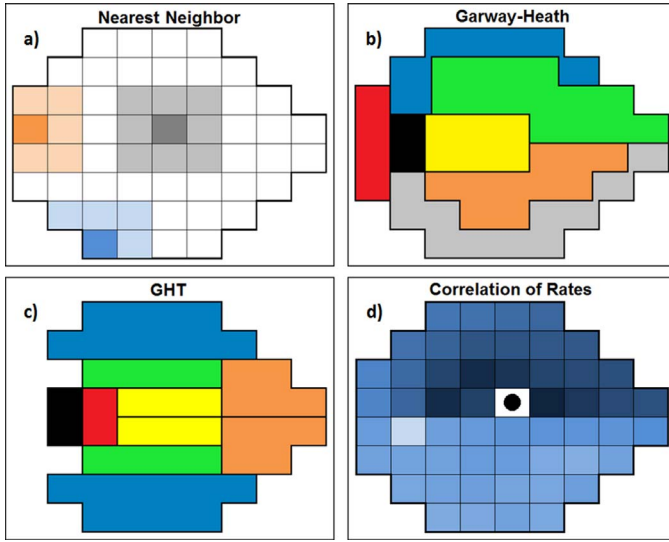 Nearest Neighbor
a)
Garway-Heath
b)
GHT
c)
Correlation of Rates
d)